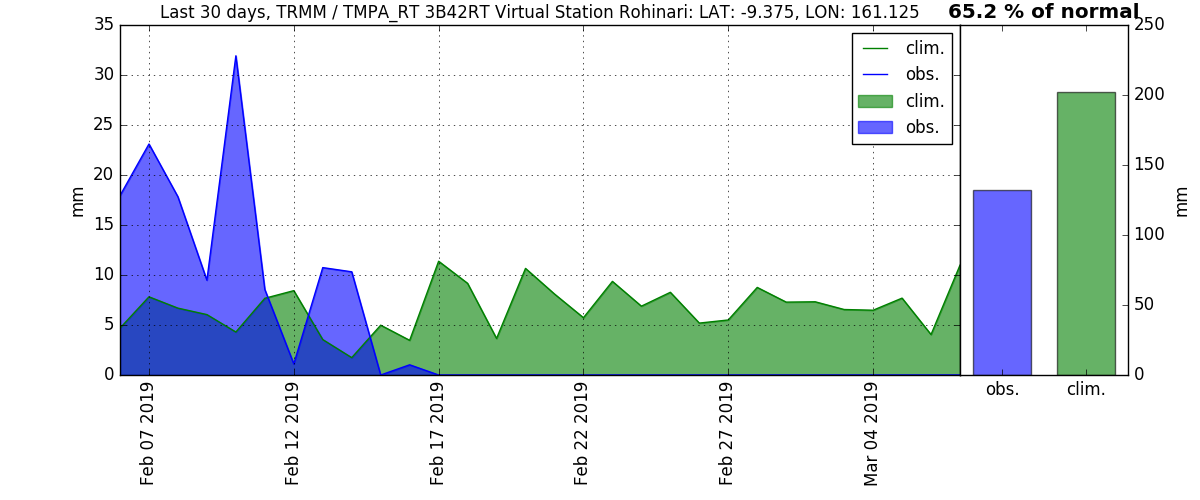 Last 30 days, TRMM / TMPA_RT 3B42RT Virtual Station Rohinari: LAT: -9.375, LON: 161.125
65.2 % of normal
35
30
25
20
15
10
5
0
mm
clim.
obs.
clim.
obs.
Feb 07 2019
Feb 12 2019
Feb 17 2019
Feb 22 2019
Feb 27 2019
Mar 04 2019
250
200
150
100
50
0
mm
obs.
clim.